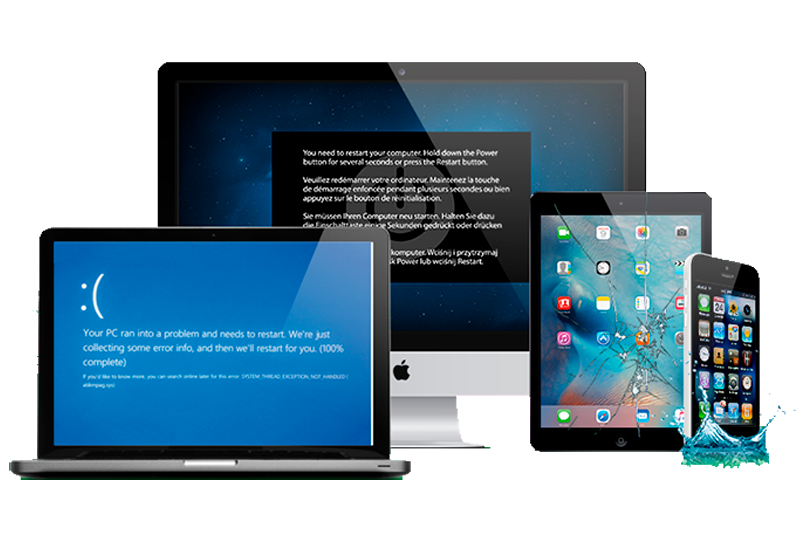 You need to restart your computer. Hold down the Power
button for several seconds or press the Restart button.
Veuillez redémarrer votre ordinateur. Maintenez la touche
de démarrage enfoncée pendant plusieurs secondes ou bien
appuyez sur le bouton de réinitialisation.
Sie müssen Ihren Computer neu starten. Halten Sie dazu
die Einschalttaste einige Sekunden gedrückt oder drücken
komputer. Wciśnij i przytrzymaj
sk Power lub wciśnij Restart.
:(
Your PC ran into a problem and needs to restart. We're just
collecting some error info, and then we'll restart for you. (100%
complete)
If you'd like to know more, you can search online later for this error: SYSTEM_THREAD_EXCEPTION_NOT_HANDLED (
atikmpag.sys)
9
24